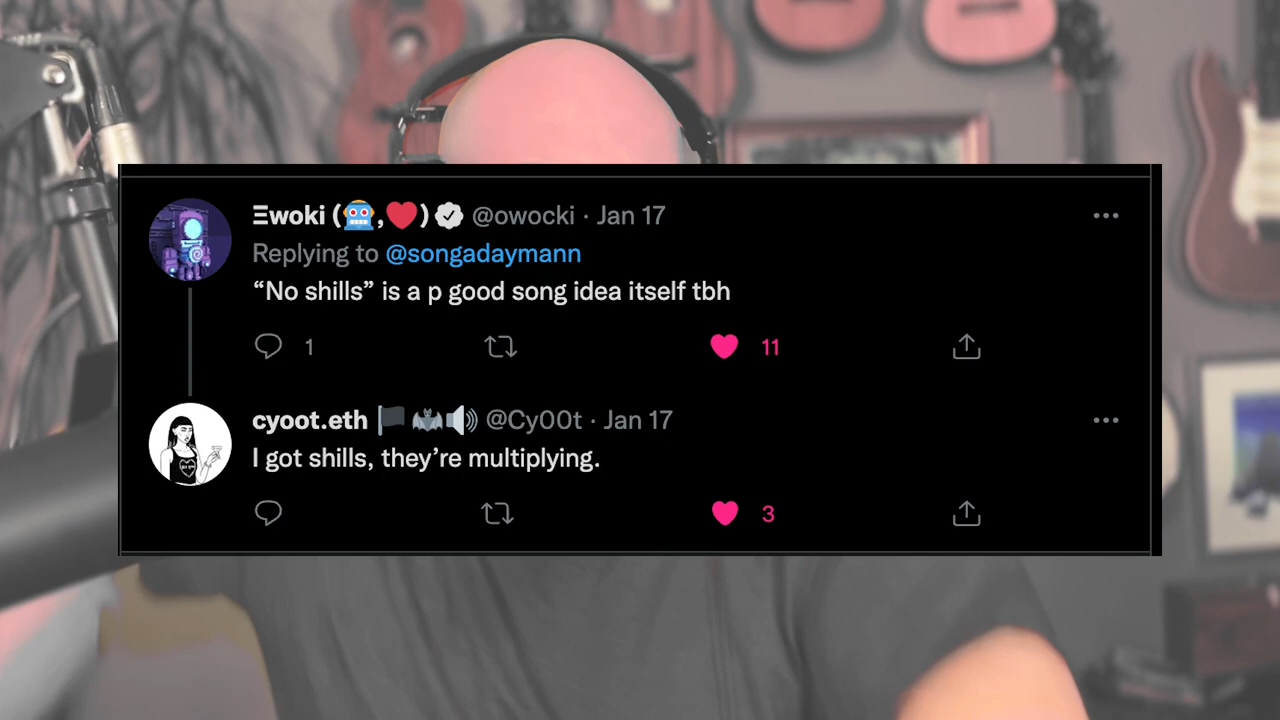 Ξwoki (🤖,❤️) @owocki · Jan 17
Replying to @songadaymann
“No shills” is a p good song idea itself tbh
1 11
cyoot.eth 🏴🦇🔊 @Cy00t · Jan 17
I got shills, they’re multiplying.
3